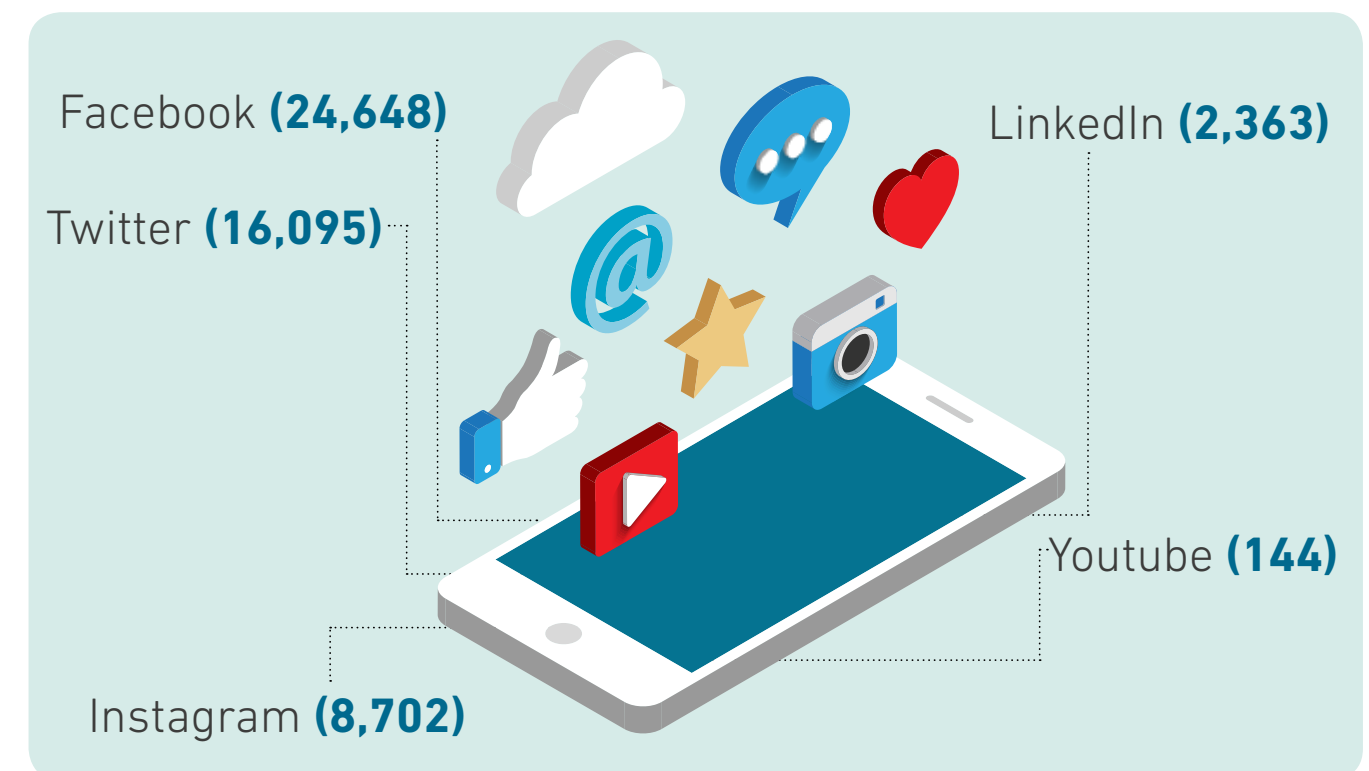 Facebook (24,648)
LinkedIn (2,363)
Twitter (16,095)
Youtube (144)
Instagram (8,702)